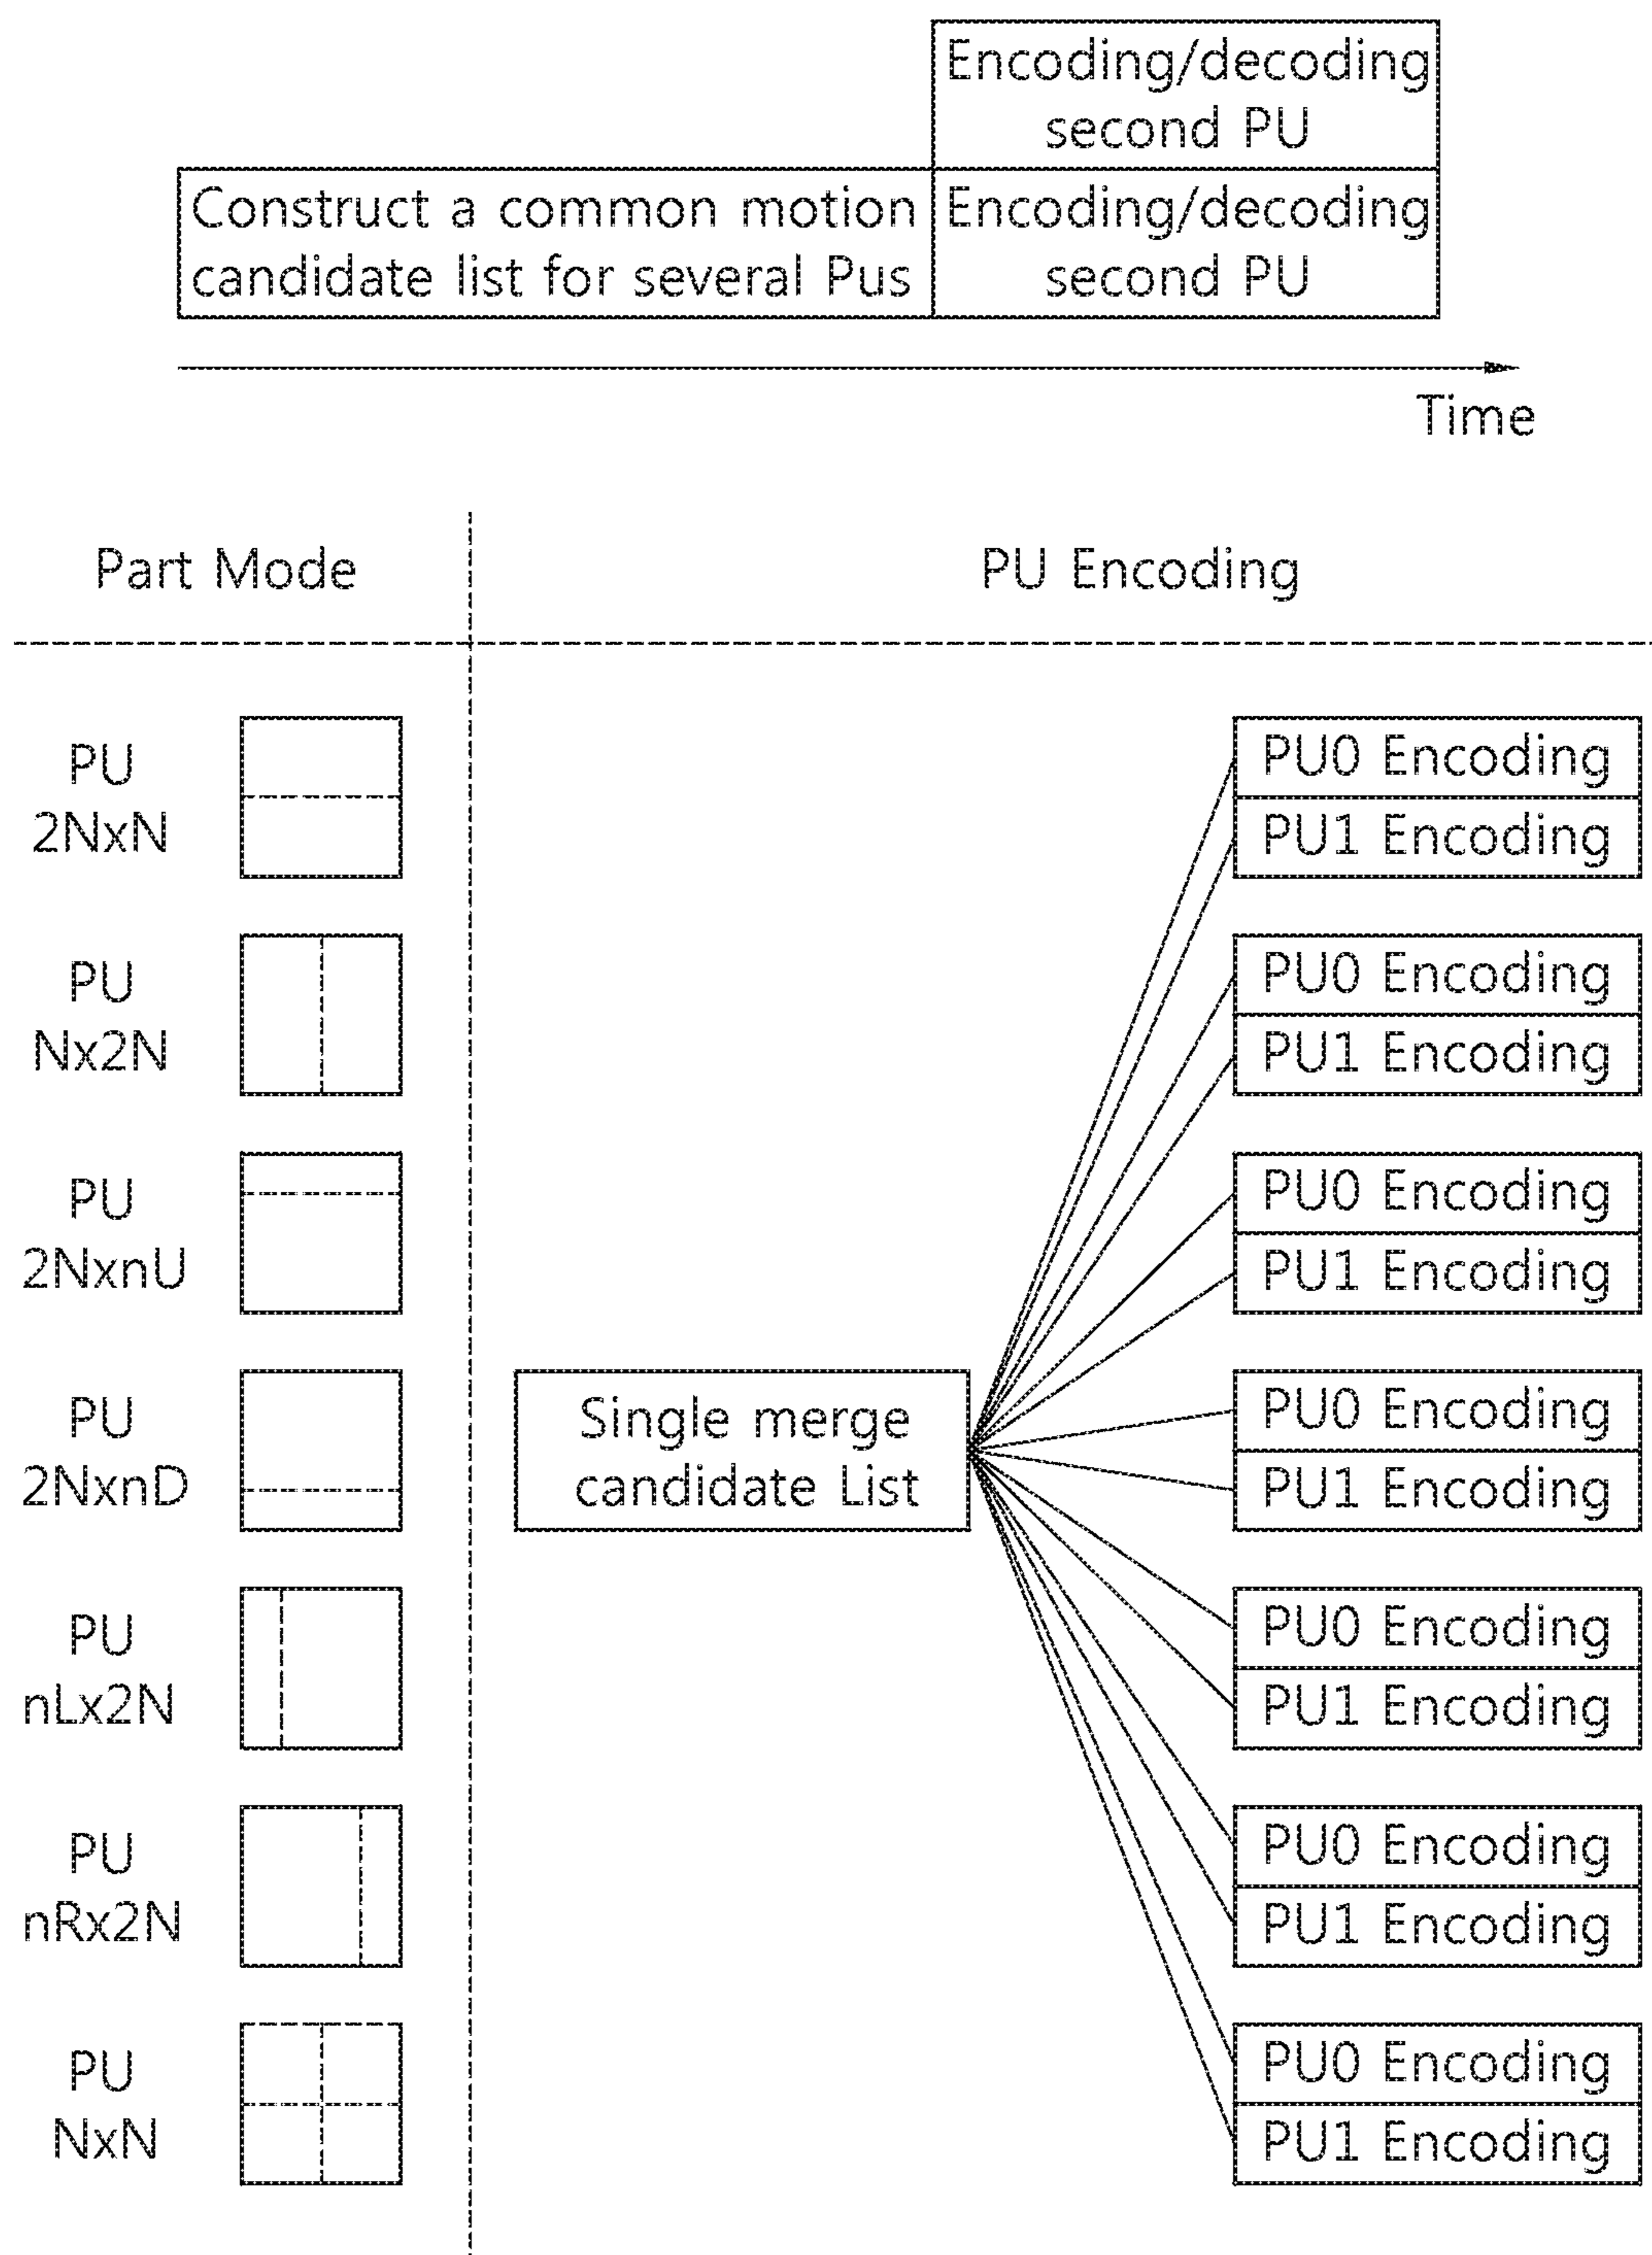 Encoding/decoding
second PU
Construct a common motion
candidate list for several Pus
Encoding/decoding
second PU
Time
Part Mode
PU Encoding
PU
2NxN
PU0 Encoding
PU1 Encoding
PU
Nx2N
PU0 Encoding
PU1 Encoding
PU
2NxnU
PU0 Encoding
PU1 Encoding
PU
2NxnD
Single merge
candidate List
PU0 Encoding
PU1 Encoding
PU
nLx2N
PU0 Encoding
PU1 Encoding
PU
nRx2N
PU0 Encoding
PU1 Encoding
PU
NxN
PU0 Encoding
PU1 Encoding